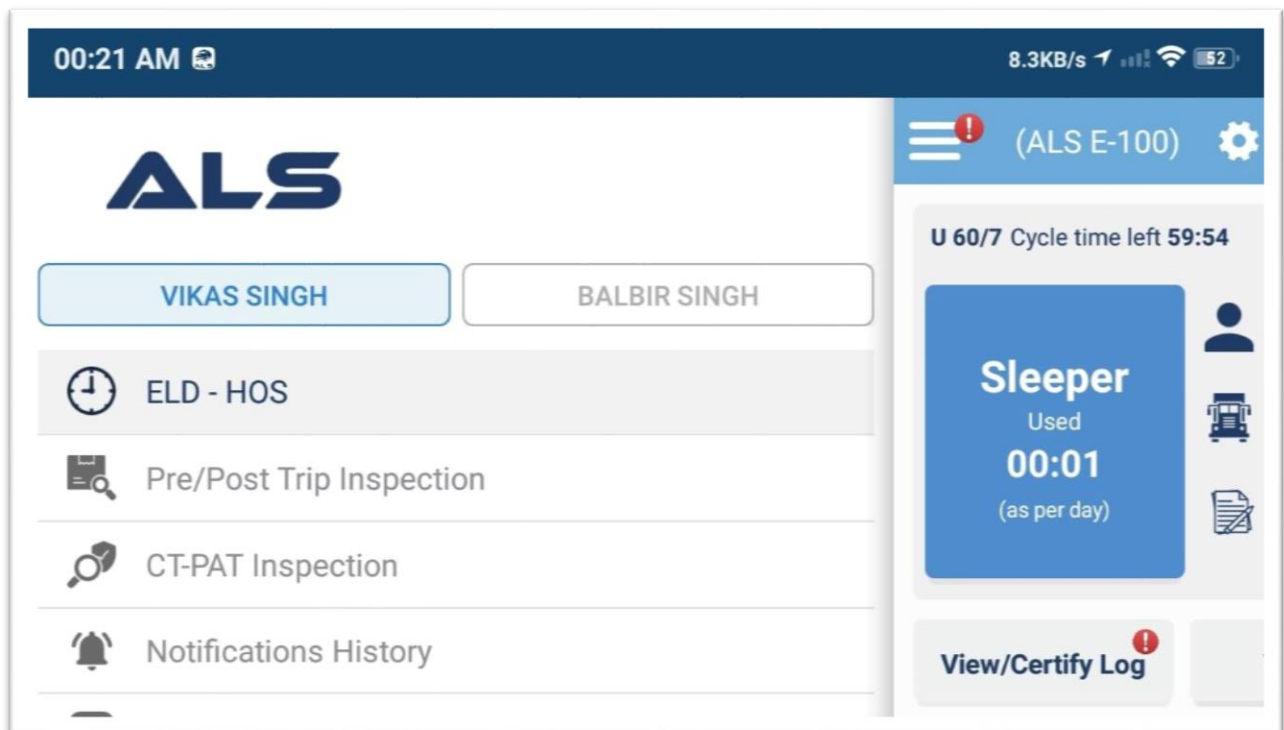 00:21 AM
8.3KB/s 52
ALS
VIKAS SINGH
BALBIR SINGH
ELD - HOS
Pre/Post Trip Inspection
CT-PAT Inspection
Notifications History
(ALS E-100)
U 60/7 Cycle time left 59:54
Sleeper
Used
00:01
(as per day)
View/Certify Log